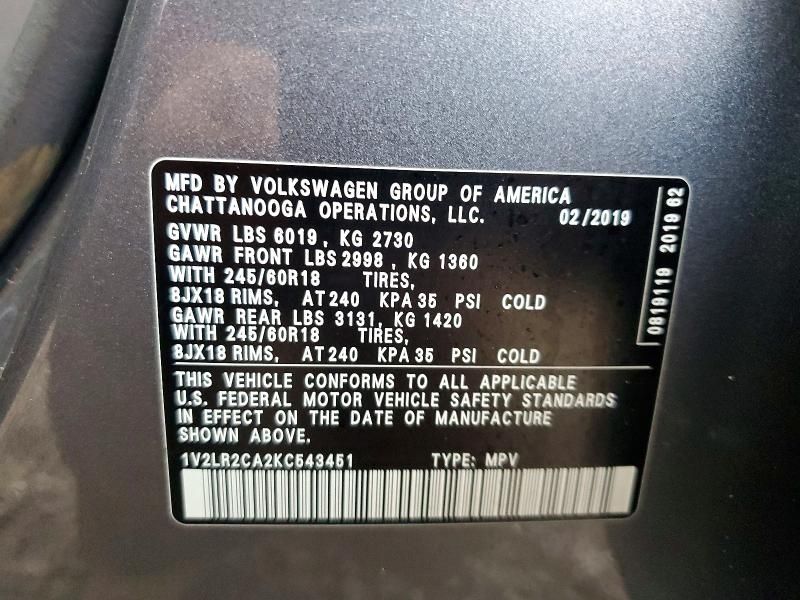 MFD BY VOLKSWAGEN GROUP OF AMERICA
CHATTANOOGA OPERATIONS, LLC. 02/2019
GVWR LBS 6019, KG 2730
GAWR FRONT LBS 2998, KG 1360
WITH 245/60R18 TIRES,
8JX18 RIMS, AT 240 KPA 35 PSI COLD
GAWR REAR LBS 3131, KG 1420
WITH 245/60R18 TIRES,
8JX18 RIMS, AT 240 KPA 35 PSI COLD
THIS VEHICLE CONFORMS TO ALL APPLICABLE
U.S. FEDERAL MOTOR VEHICLE SAFETY STANDARDS
IN EFFECT ON THE DATE OF MANUFACTURE
SHOWN ABOVE.
1V2LR2CA2KC543451 TYPE: MPV
0819119 2019 62